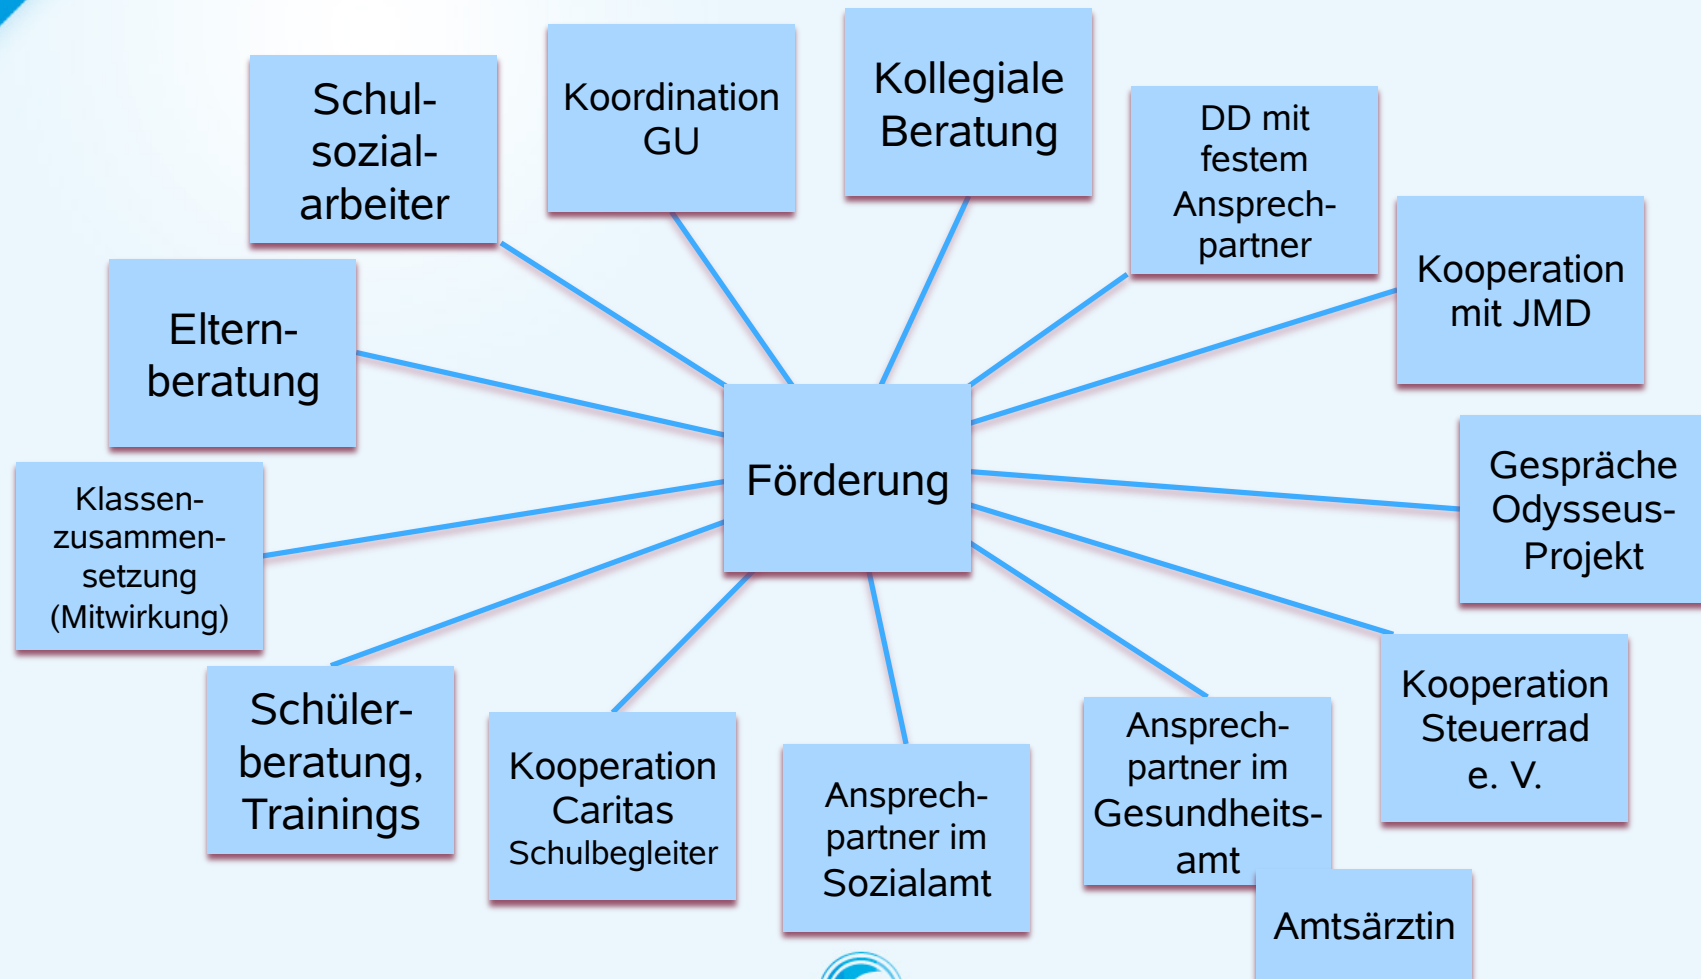 Schul-
sozial-
arbeiter
Koordination
GU
Kollegiale
Beratung
DD mit
festem
Ansprech-
partner
Kooperation
mit JMD
Eltern-
beratung
Förderung
Gespräche
Odysseus-
Projekt
Klassen-
zusammen-
setzung
(Mitwirkung)
Schüler-
beratung,
Trainings
Kooperation
Caritas
Schulbegleiter
Ansprech-
partner im
Sozialamt
Ansprech-
partner im
Gesundheits-
amt
Kooperation
Steuerrad
e. V.
Amtsärztin